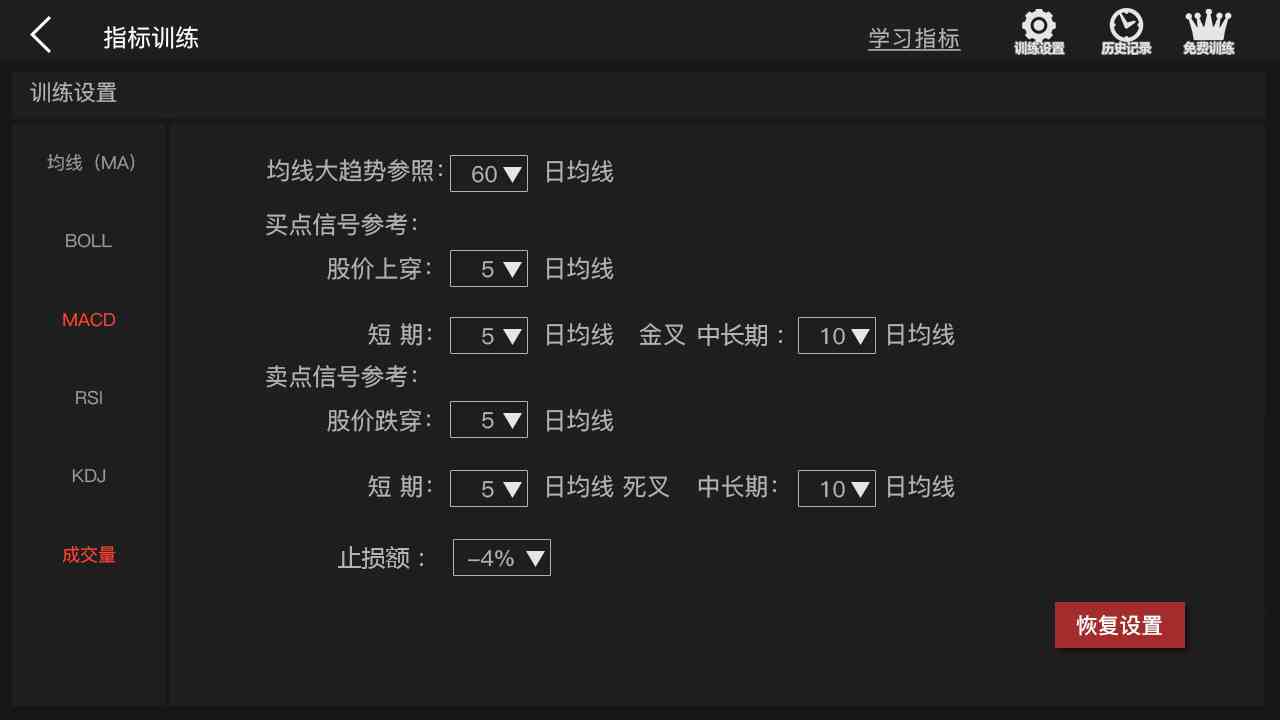 指标训练
学习指标
训练设置
历史记录
免费训练
训练设置
均线（MA）
BOLL
MACD
RSI
KDJ
成交量
均线大趋势参照: 60 日均线
买点信号参考:
股价上穿: 5 日均线
短 期: 5 日均线 金叉 中长期 : 10 日均线
卖点信号参考:
股价跌穿: 5 日均线
短 期: 5 日均线 死叉 中长期: 10 日均线
止损额 : –4%
恢复设置